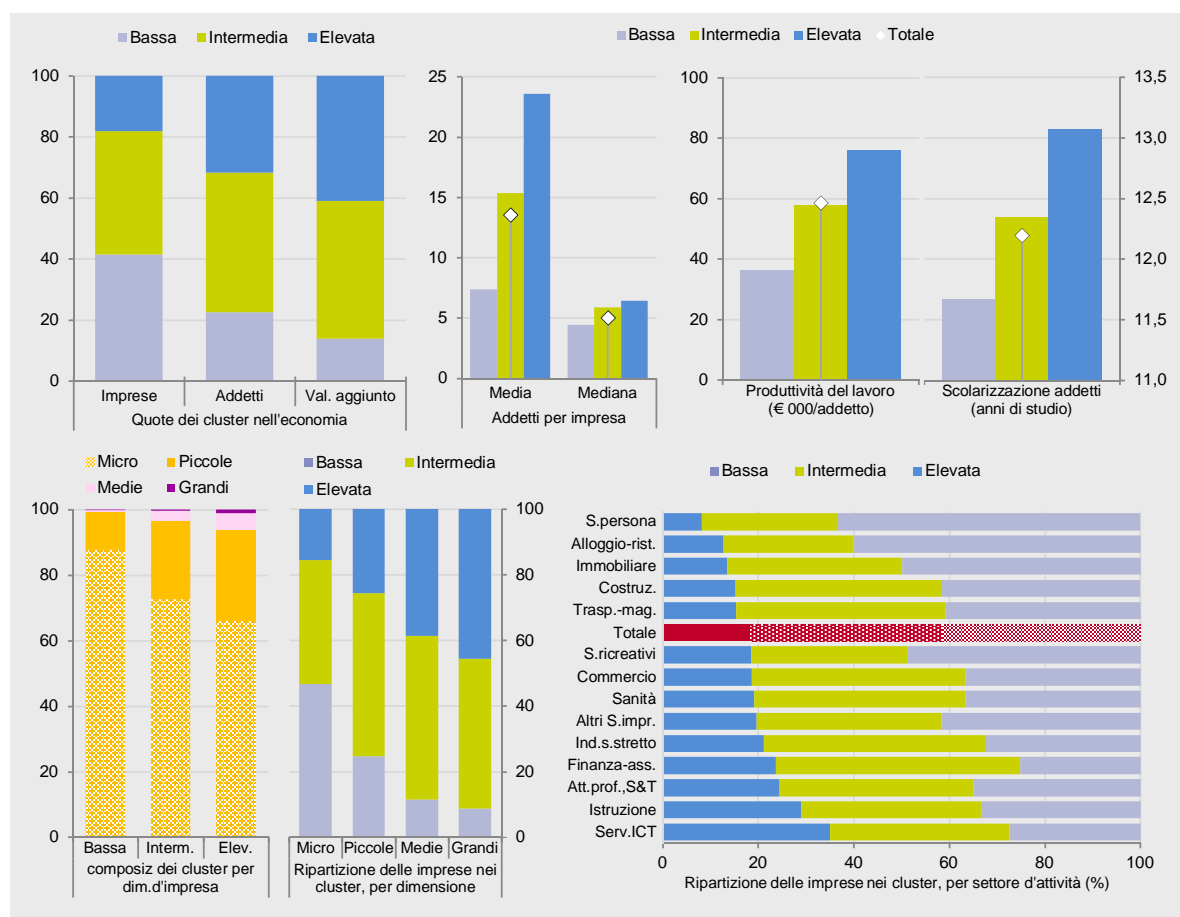 Bassa Intermedia Elevata
100
80
60
40
20
0
Imprese Addetti Val. aggiunto
Quote dei cluster nell'economia
Bassa Intermedia Elevata Totale
25
20
15
10
5
0
Media Mediana
Addetti per impresa
100
80
60
40
20
0
13,5
13,0
12,5
12,0
11,5
11,0
Produttività del lavoro
(€ 000/addetto)
Scolarizzazione addetti
(anni di studio)
Micro Piccole
Medie Grandi
100
80
60
40
20
0
Bassa Interm. Elev.
composiz dei cluster per
dim.d'impresa
Bassa Intermedia
Elevata
100
80
60
40
20
0
Micro Piccole Medie Grandi
Ripartizione delle imprese nei
cluster, per dimensione
Bassa Intermedia Elevata
S.persona
Alloggio-rist.
Immobiliare
Costruz.
Trasp.-mag.
Totale
S.ricreativi
Commercio
Sanità
Altri S.impr.
Ind.s.stretto
Finanza-ass.
Att.prof.,S&T
Istruzione
Serv.ICT
0 20 40 60 80 100
Ripartizione delle imprese nei cluster, per settore d'attività (%)